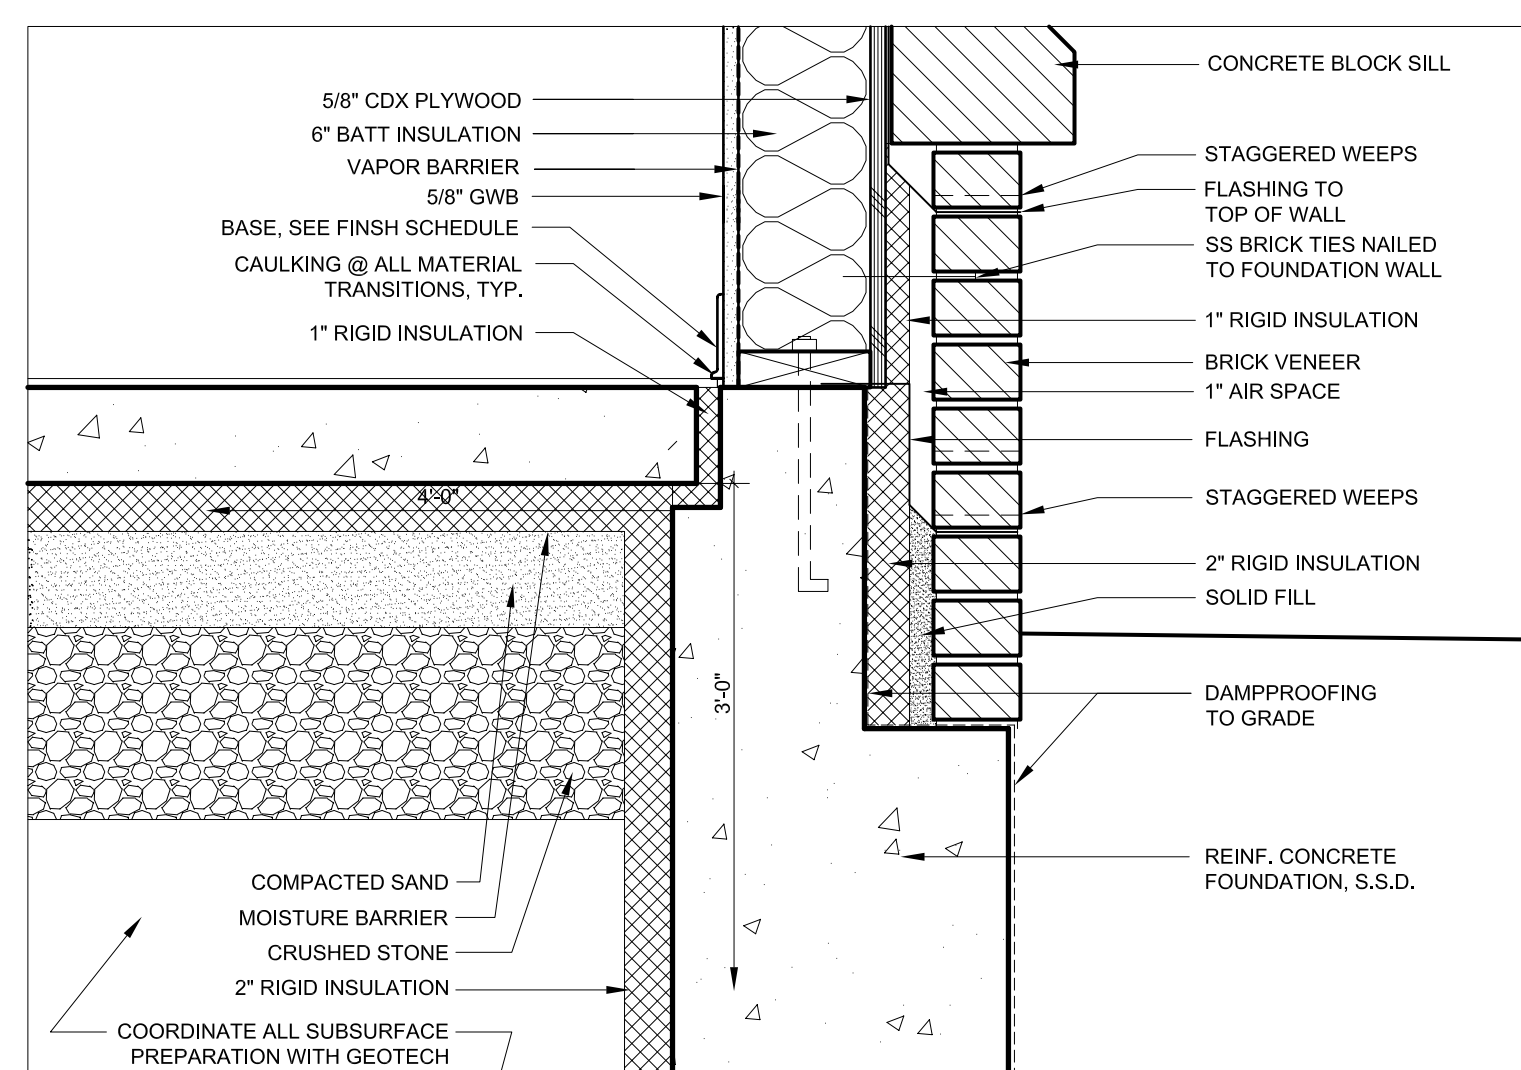 5/8" CDX PLYWOOD
6" BATT INSULATION
VAPOR BARRIER
5/8" GWB
BASE, SEE FINSH SCHEDULE
CAULKING @ ALL MATERIAL
TRANSITIONS, TYP.
1" RIGID INSULATION
4'-0"
3'-0"
COMPACTED SAND
MOISTURE BARRIER
CRUSHED STONE
2" RIGID INSULATION
COORDINATE ALL SUBSURFACE
PREPARATION WITH GEOTECH
CONCRETE BLOCK SILL
STAGGERED WEEPS
FLASHING TO
TOP OF WALL
SS BRICK TIES NAILED
TO FOUNDATION WALL
1" RIGID INSULATION
BRICK VENEER
1" AIR SPACE
FLASHING
STAGGERED WEEPS
2" RIGID INSULATION
SOLID FILL
DAMPPROOFING
TO GRADE
REINF. CONCRETE
FOUNDATION, S.S.D.